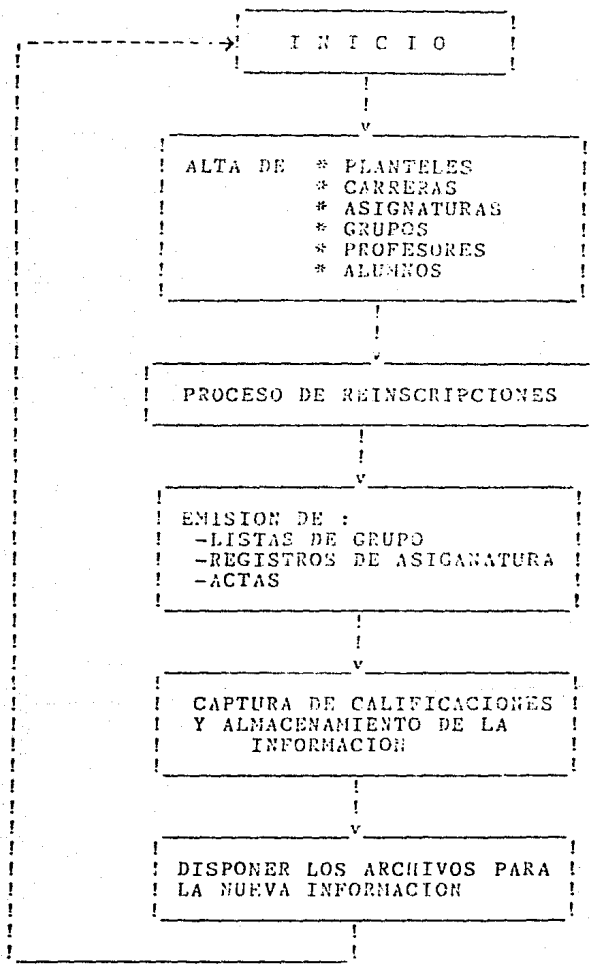 I N I C I O
ALTA DE * PLANTELES
* CARRERAS
* ASIGNATURAS
* GRUPOS
* PROFESORES
* ALUMNOS
PROCESO DE REINSCRIPCIONES
EMISION DE :
-LISTAS DE GRUPO
-REGISTROS DE ASIGANATURA
-ACTAS
CAPTURA DE CALIFICACIONES
Y ALMACENAMIENTO DE LA
INFORMACION
DISPONER LOS ARCHIVOS PARA
LA NUEVA INFORMACION